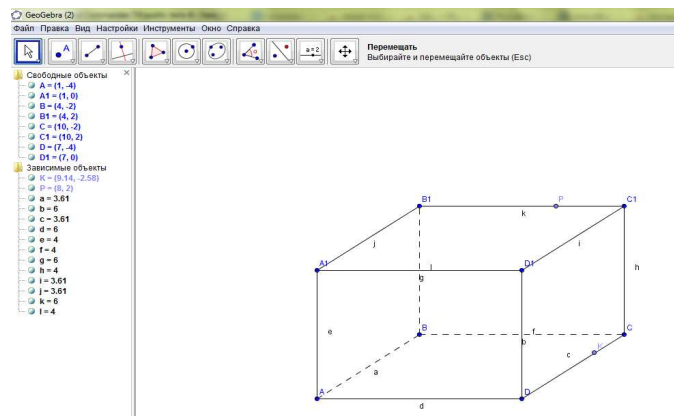 GeoGebra (2)
Файл Правка Вид Настройки Инструменты Окно Справка
A
a = 2
Перемещать
Выбирайте и перемещайте объекты (Esc)
Свободные объекты
A = (1, -4)
A1 = (1, 0)
B = (4, -2)
B1 = (4, 2)
C = (10, -2)
C1 = (10, 2)
D = (7, -4)
D1 = (7, 0)
Зависимые объекты
K = (9.14, -2.58)
P = (8, 2)
a = 3.61
b = 6
c = 3.61
d = 6
e = 4
f = 4
g = 6
h = 4
i = 3.61
j = 3.61
k = 6
l = 4
B1
P
C1
k
j
i
A1
l
D1
g
h
e
B
f
C
b
K
c
a
A
D
d